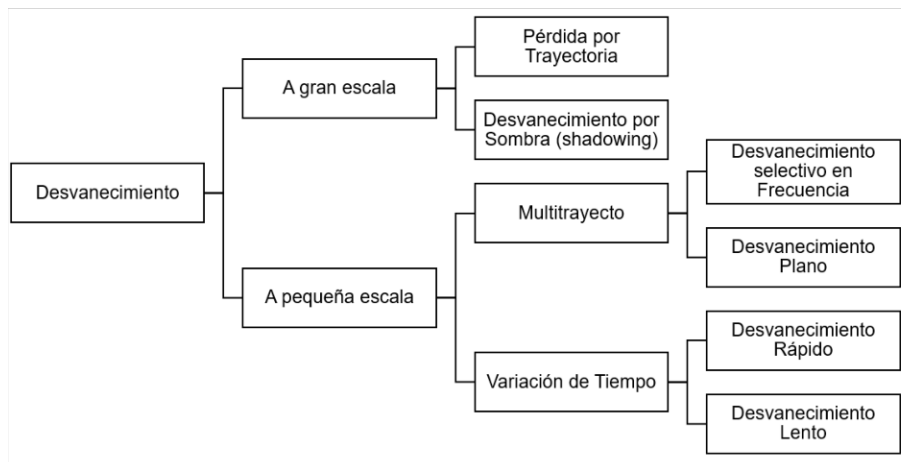 Desvanecimiento
A gran escala
Pérdida por
Trayectoria
Desvanecimiento por
Sombra (shadowing)
A pequeña escala
Multitrayecto
Desvanecimiento
selectivo en
Frecuencia
Desvanecimiento
Plano
Variación de Tiempo
Desvanecimiento
Rápido
Desvanecimiento
Lento